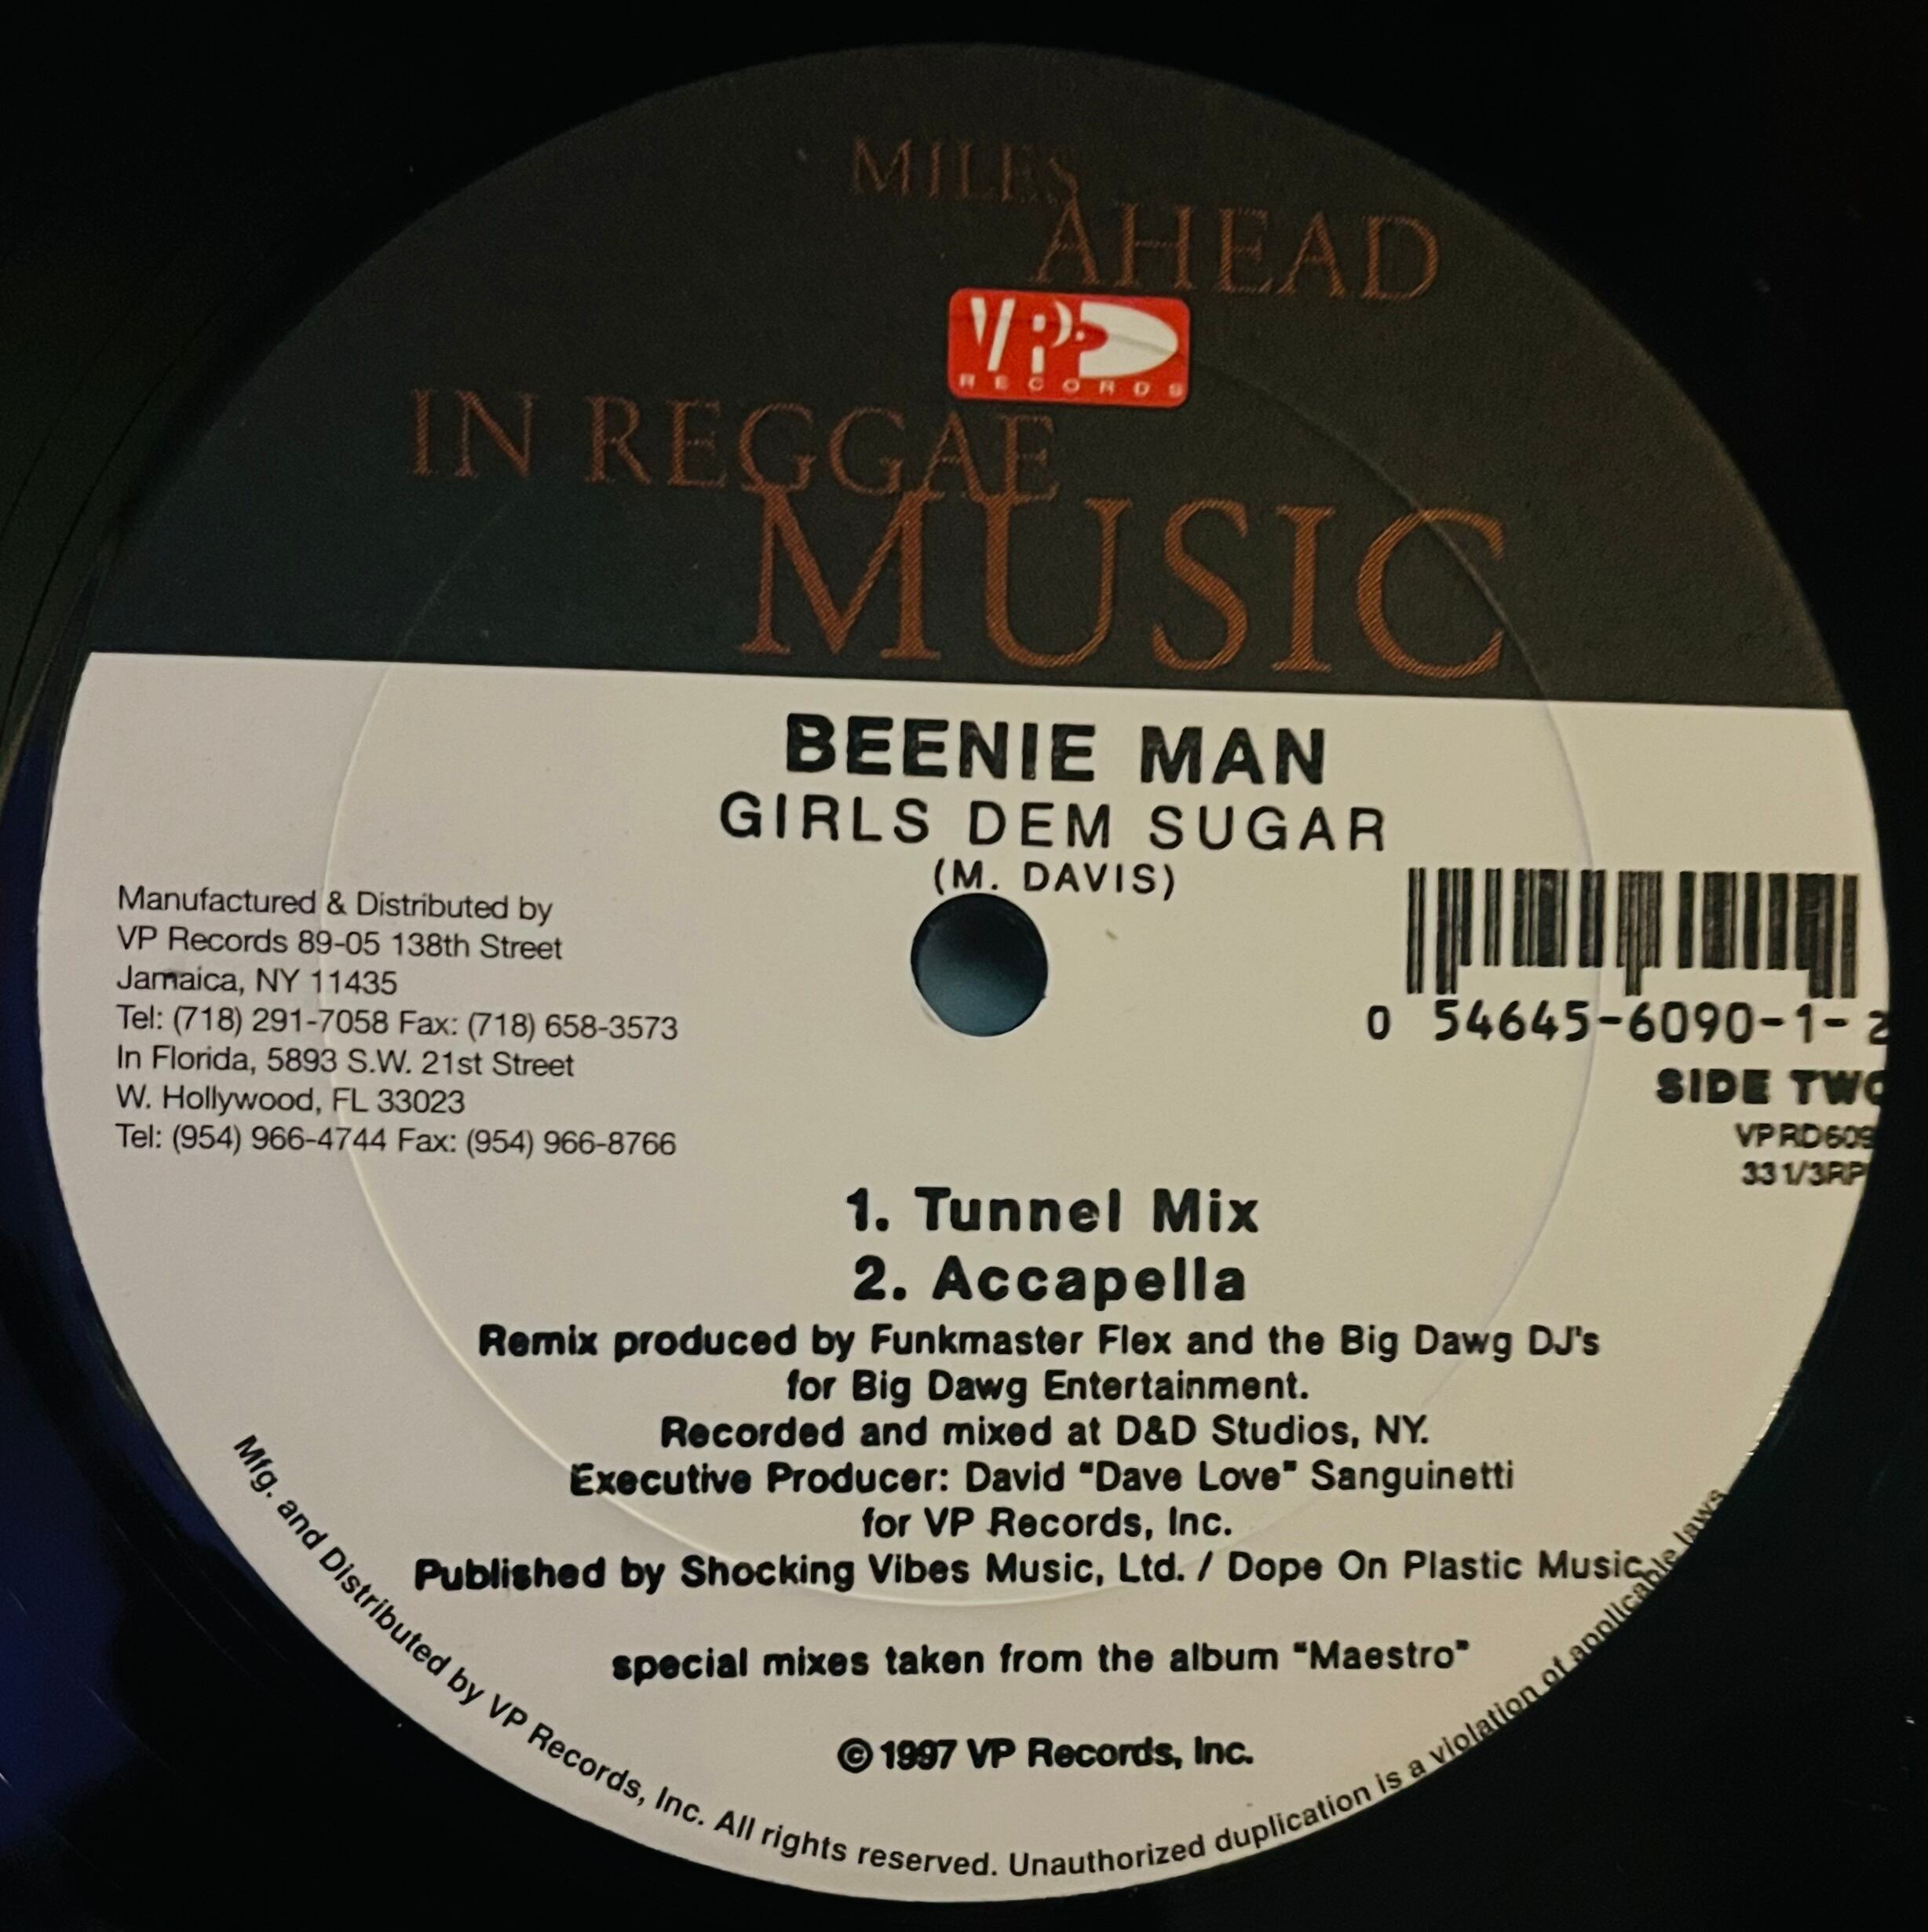 MILES
AHEAD
VP
RECORDS
IN REGGAE
MUSIC
BEENIE MAN
GIRLS DEM SUGAR
(M. DAVIS)
Manufactured & Distributed by
VP Records 89-05 138th Street
Jamaica, NY 11435
Tel: (718) 291-7058 Fax: (718) 658-3573
In Florida, 5893 S.W. 21st Street
W. Hollywood, FL 33023
Tel: (954) 966-4744 Fax: (954) 966-8766
0 54645-6090-1-2
SIDE TWO
VPRD609
33 1/3RP
1. Tunnel Mix
2. Accapella
Remix produced by Funkmaster Flex and the Big Dawg DJ's
for Big Dawg Entertainment.
Recorded and mixed at D&D Studios, NY.
Executive Producer: David "Dave Love" Sanguinetti
for VP Records, Inc.
Published by Shocking Vibes Music, Ltd. / Dope On Plastic Music.
special mixes taken from the album "Maestro"
© 1997 VP Records, Inc.
Mfg. and Distributed by VP Records, Inc. All rights reserved. Unauthorized duplication is a violation of applicable laws